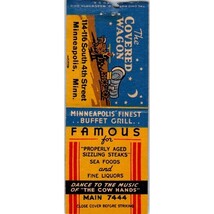 The
COVERED
WAGON
114-116 South 4th Street
Minneapolis, Minn.
MINNEAPOLIS' FINEST
BUFFET GRILL
FAMOUS
for
"PROPERLY AGED
SIZZLING STEAKS"
SEA FOODS
and
FINE LIQUORS
DANCE TO THE MUSIC
OF "THE COW HANDS"
MAIN 7444
CLOSE COVER BEFORE STRIKING